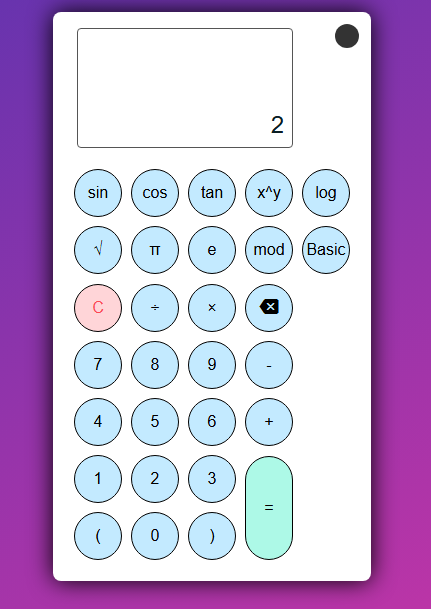 2
sin cos tan x^y log
√ π e mod Basic
C ÷ ×
7 8 9 -
4 5 6 +
1 2 3
=
( 0 )